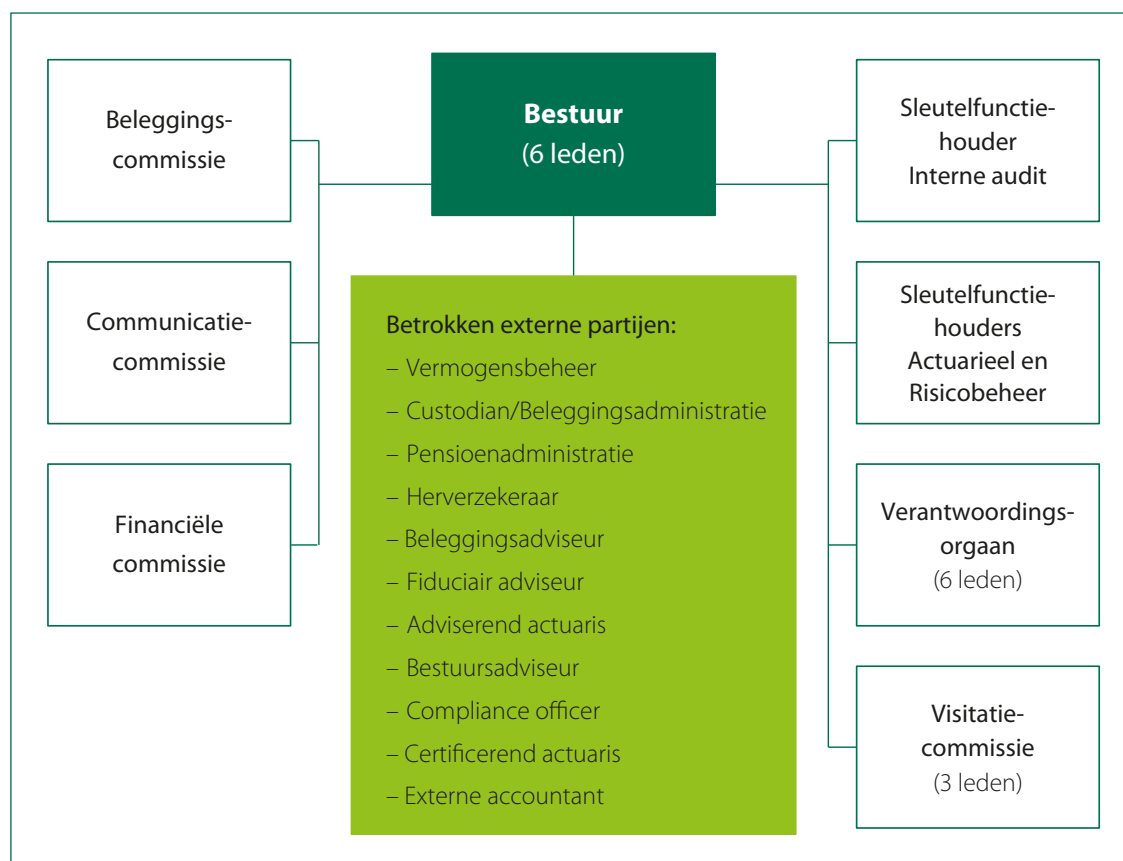 Beleggings-
commissie
Communicatie-
commissie
Financiële
commissie
Bestuur
(6 leden)
Betrokken externe partijen:
– Vermogensbeheer
– Custodian/Beleggingsadministratie
– Pensioenadministratie
– Herverzekeraar
– Beleggingsadviseur
– Fiduciair adviseur
– Adviserend actuaris
– Bestuursadviseur
– Compliance officer
– Certificerend actuaris
– Externe accountant
Sleutelfunctie-
houder
Interne audit
Sleutelfunctie-
houders
Actuarieel en
Risicobeheer
Verantwoordings-
orgaan
(6 leden)
Visitatie-
commissie
(3 leden)